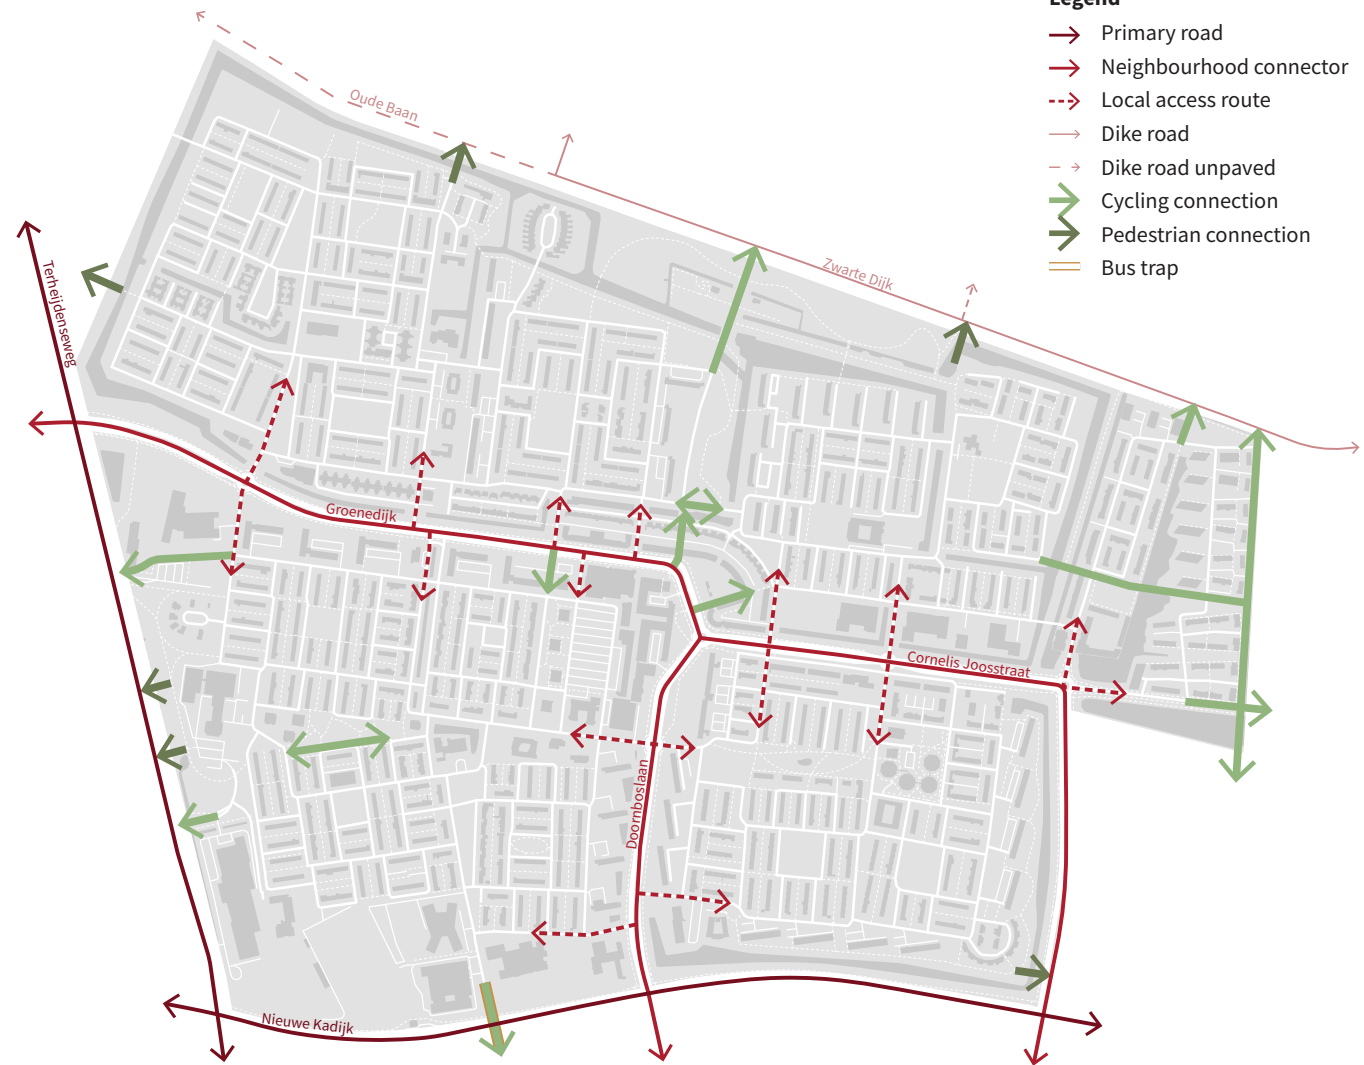 Legend
Primary road
Neighbourhood connector
Local access route
Dike road
Dike road unpaved
Cycling connection
Pedestrian connection
Bus trap
Oude Baan
Zwarte Dijk
Terheijdenseweg
Groenedijk
Cornelis Joosstraat
Doornboslaan
Nieuwe Kadijk